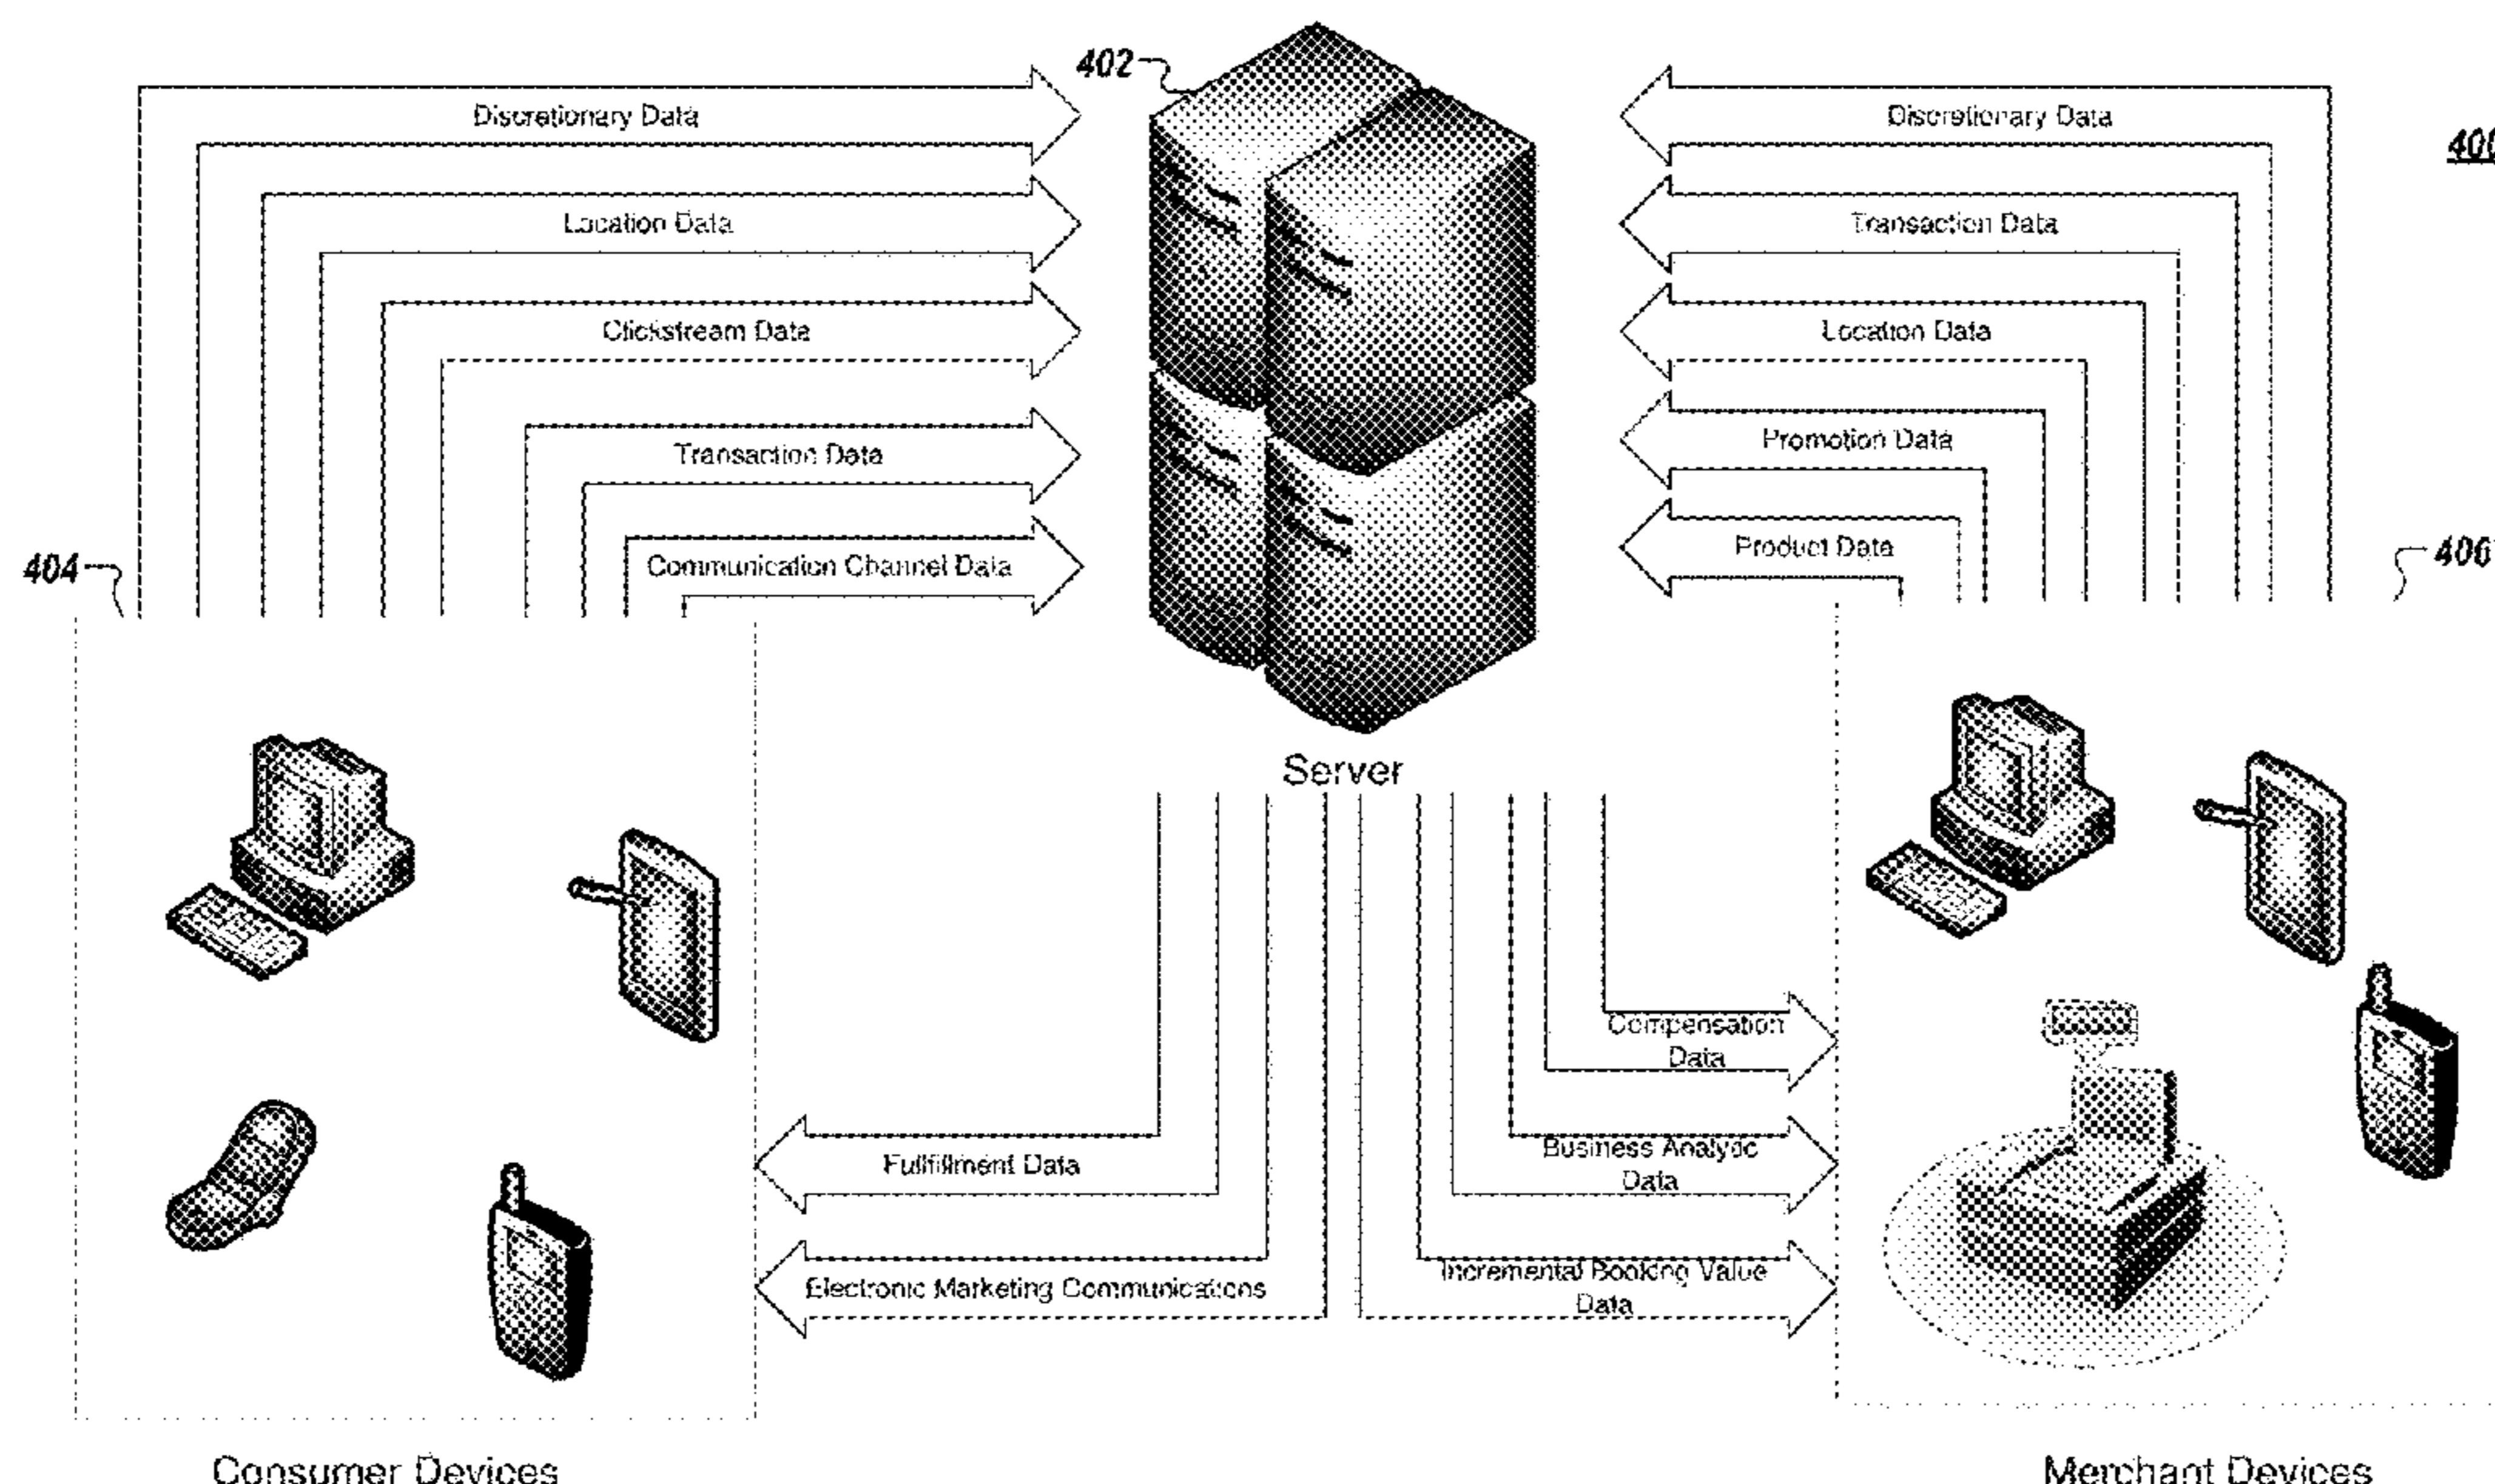 402
Discretionary Data
Location Data
Clickstream Data
Transaction Data
Communication Channel Data
404
Discretionary Data
Transaction Data
Location Data
Promotion Data
Product Data
400
406
Server
Compensation
Data
Business Analytic
Data
Incremental Booking Value
Data
Fullfillment Data
Electronic Marketing Communications
Consumer Devices
Merchant Devices